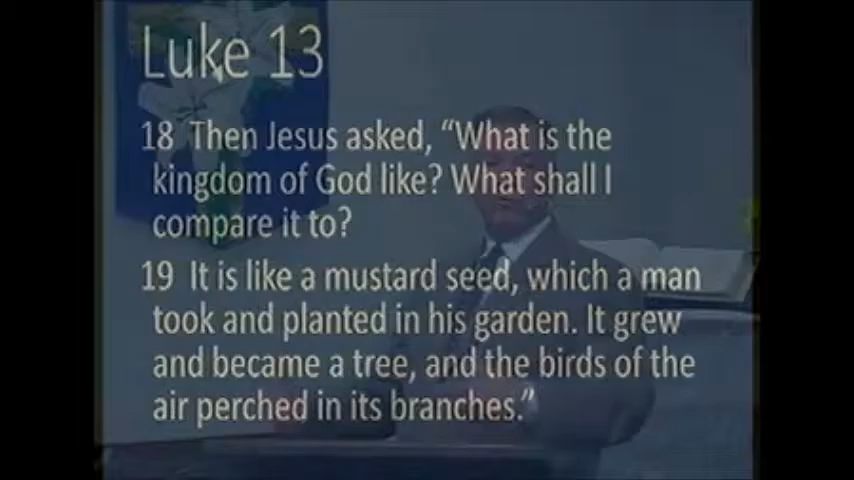 Luke 13
18 Then Jesus asked, “What is the
kingdom of God like? What shall I
compare it to?
19 It is like a mustard seed, which a man
took and planted in his garden. It grew
and became a tree, and the birds of the
air perched in its branches.”